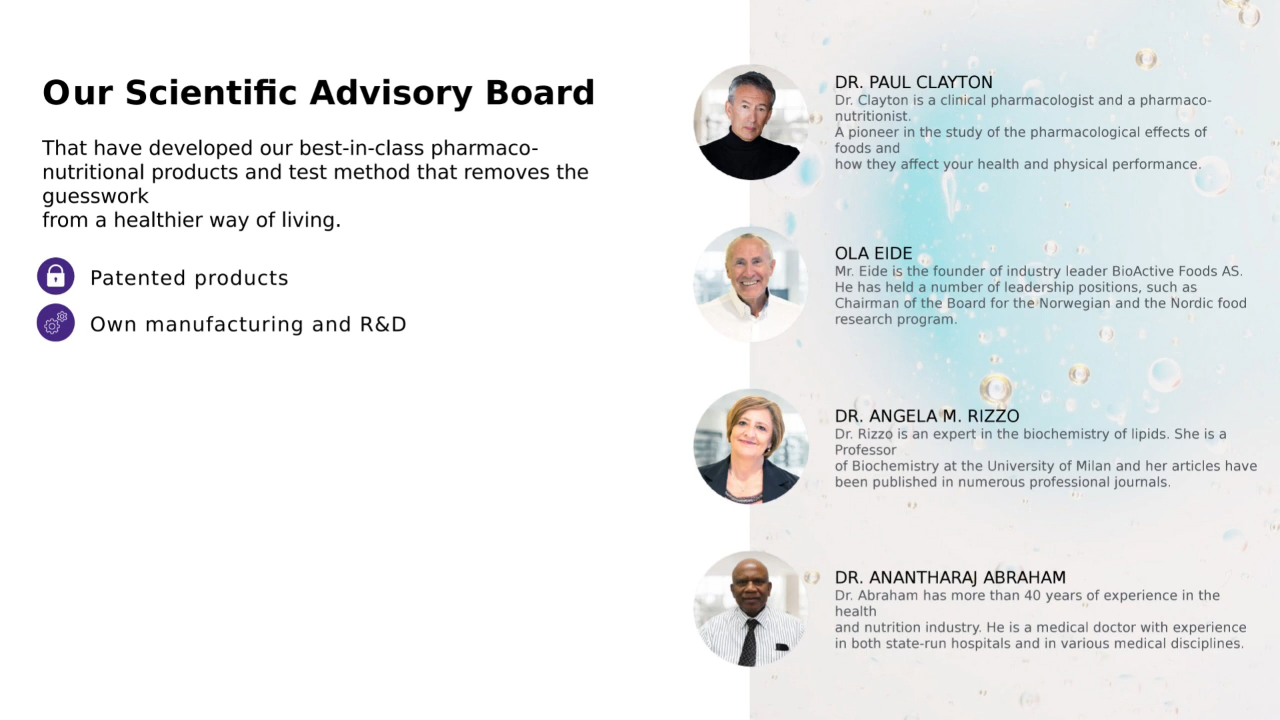 Our Scientific Advisory Board
That have developed our best-in-class pharmaco-
nutritional products and test method that removes the
guesswork
from a healthier way of living.
Patented products
Own manufacturing and R&D
DR. PAUL CLAYTON
Dr. Clayton is a clinical pharmacologist and a pharmaco-
nutritionist.
A pioneer in the study of the pharmacological effects of
foods and
how they affect your health and physical performance.
OLA EIDE
Mr. Eide is the founder of industry leader BioActive Foods AS.
He has held a number of leadership positions, such as
Chairman of the Board for the Norwegian and the Nordic food
research program.
DR. ANGELA M. RIZZO
Dr. Rizzo is an expert in the biochemistry of lipids. She is a
Professor
of Biochemistry at the University of Milan and her articles have
been published in numerous professional journals.
DR. ANANTHARAJ ABRAHAM
Dr. Abraham has more than 40 years of experience in the
health
and nutrition industry. He is a medical doctor with experience
in both state-run hospitals and in various medical disciplines.